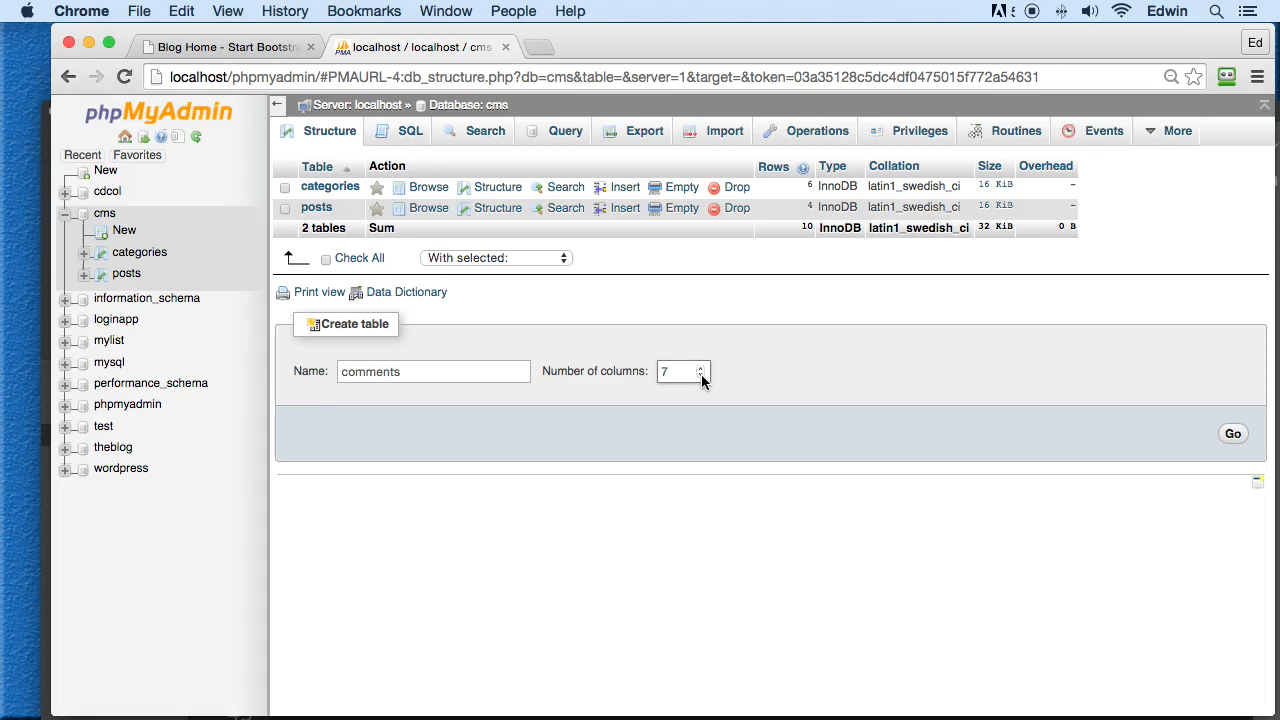 Chrome File Edit View History Bookmarks Window People Help 5 Edwin
Blog Home - Start Bootstra localhost / localhost / cms Ed
localhost/phpmyadmin/#PMAURL-4:db_structure.php?db=cms&table=&server=1&target=&token=03a35128c5dc4df0475015f772a54631
phpMyAdmin
Recent Favorites
New
cdcol
cms
New
categories
posts
information_schema
loginapp
mylist
mysql
performance_schema
phpmyadmin
test
theblog
wordpress
Server: localhost » Database: cms
Structure SQL Search Query Export Import Operations Privileges Routines Events More
Table Action Rows Type Collation Size Overhead
categories Browse Structure Search Insert Empty Drop 6 InnoDB latin1_swedish_ci 16 KiB -
posts Browse Structure Search Insert Empty Drop 4 InnoDB latin1_swedish_ci 16 KiB -
2 tables Sum 10 InnoDB latin1_swedish_ci 32 KiB 0 B
Check All With selected:
Print view Data Dictionary
Create table
Name: comments Number of columns: 7
Go